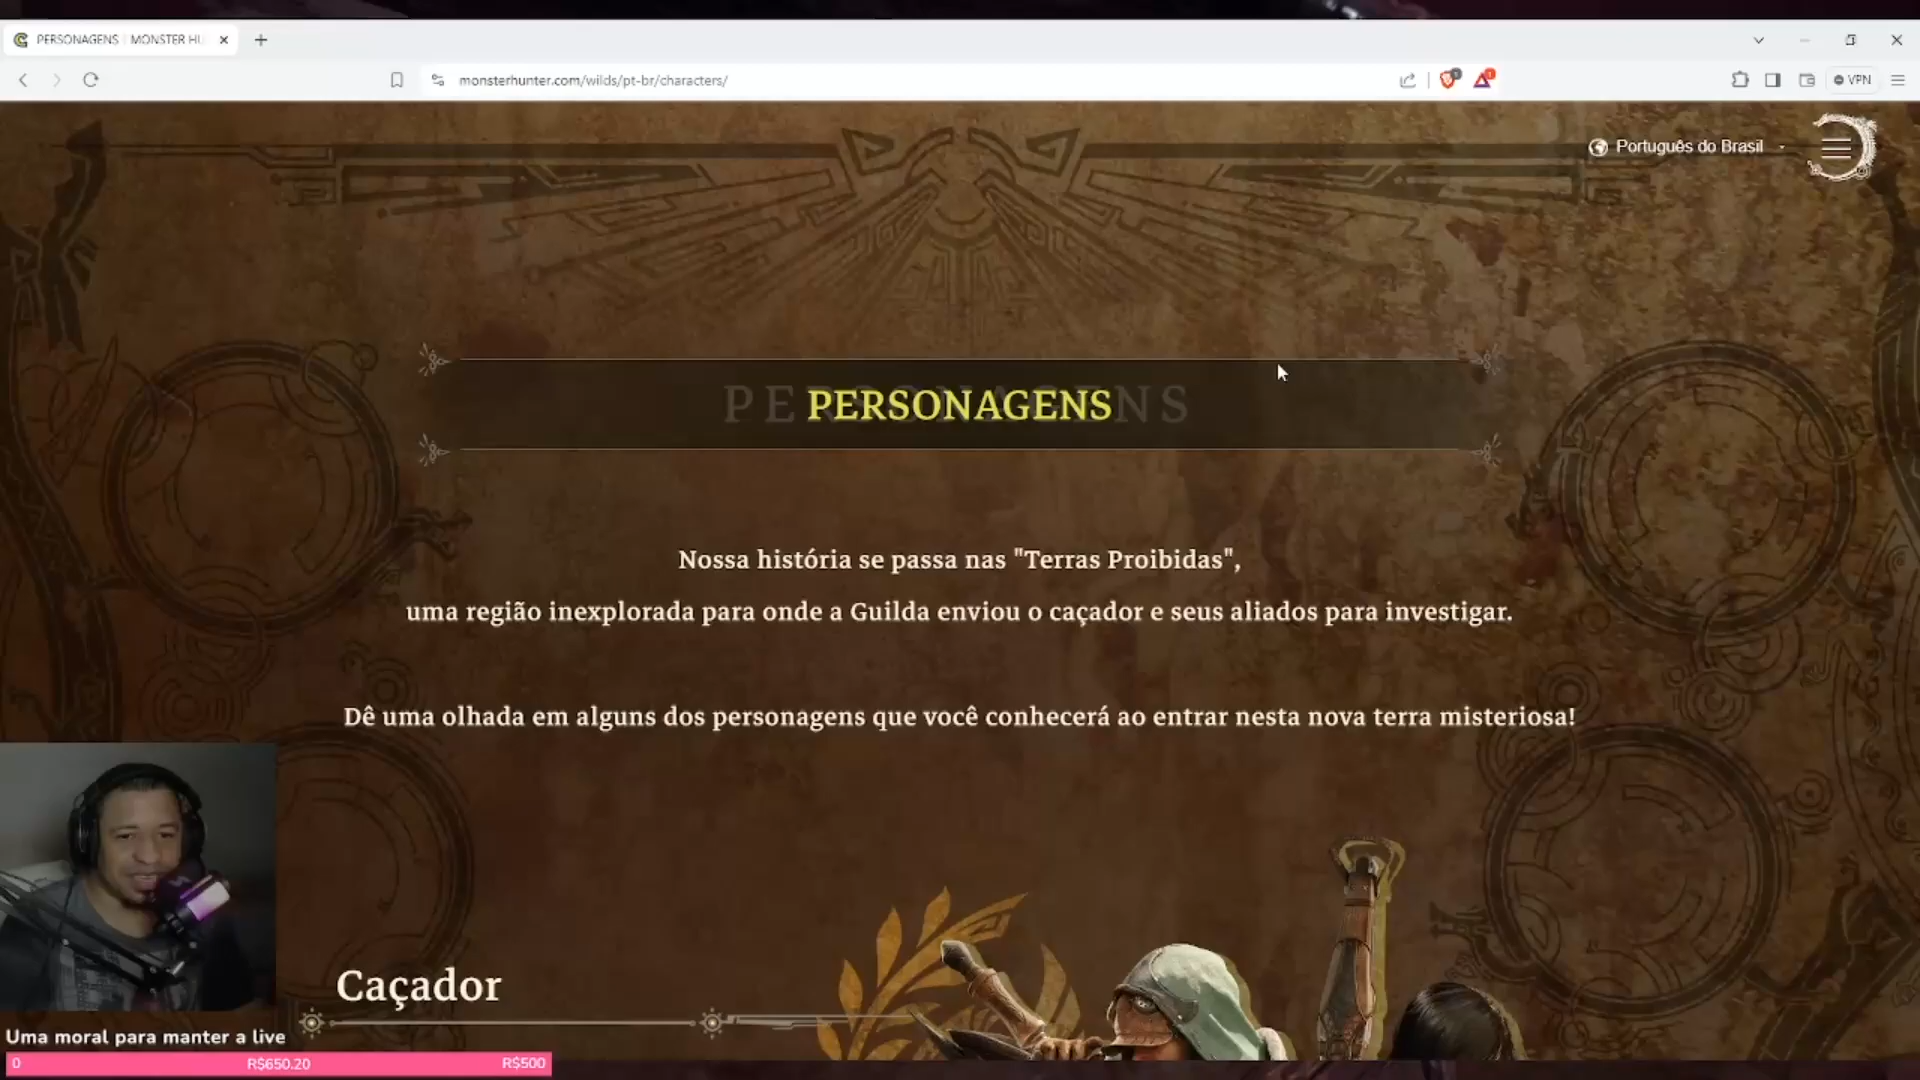 PERSONAGENS | MONSTER HU
monsterhunter.com/wilds/pt-br/characters/
VPN
Português do Brasil
PERSONAGENS
PERSONAGENS
Nossa história se passa nas "Terras Proibidas",
uma região inexplorada para onde a Guilda enviou o caçador e seus aliados para investigar.
Dê uma olhada em alguns dos personagens que você conhecerá ao entrar nesta nova terra misteriosa!
Caçador
Uma moral para manter a live
0 R$650.20 R$500